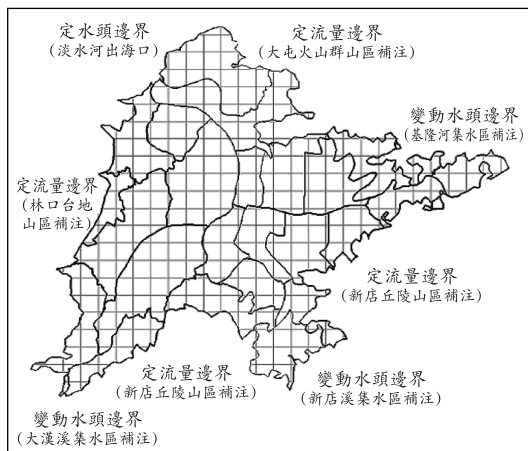 定水頭邊界
(淡水河出海口)
定流量邊界
(大屯火山群山區補注)
變動水頭邊界
(基隆河集水區補注)
定流量邊界
(林口台地
山區補注)
定流量邊界
(新店丘陵山區補注)
定流量邊界
(新店丘陵山區補注)
變動水頭邊界
(新店溪集水區補注)
變動水頭邊界
(大漢溪集水區補注)